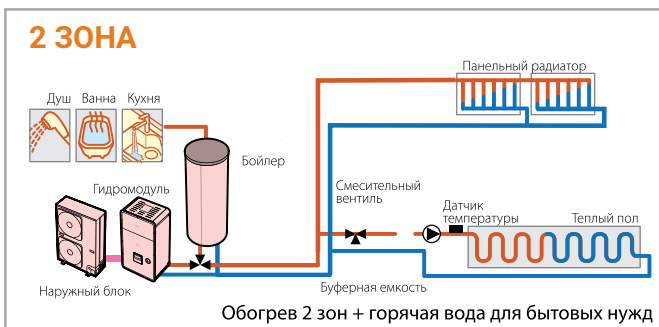 2 ЗОНА
Панельный радиатор
Душ Ванна Кухня
Бойлер
Гидромодуль
Смесительный
вентиль
Датчик
температуры
Теплый пол
Наружный блок
Буферная емкость
Обогрев 2 зон + горячая вода для бытовых нужд